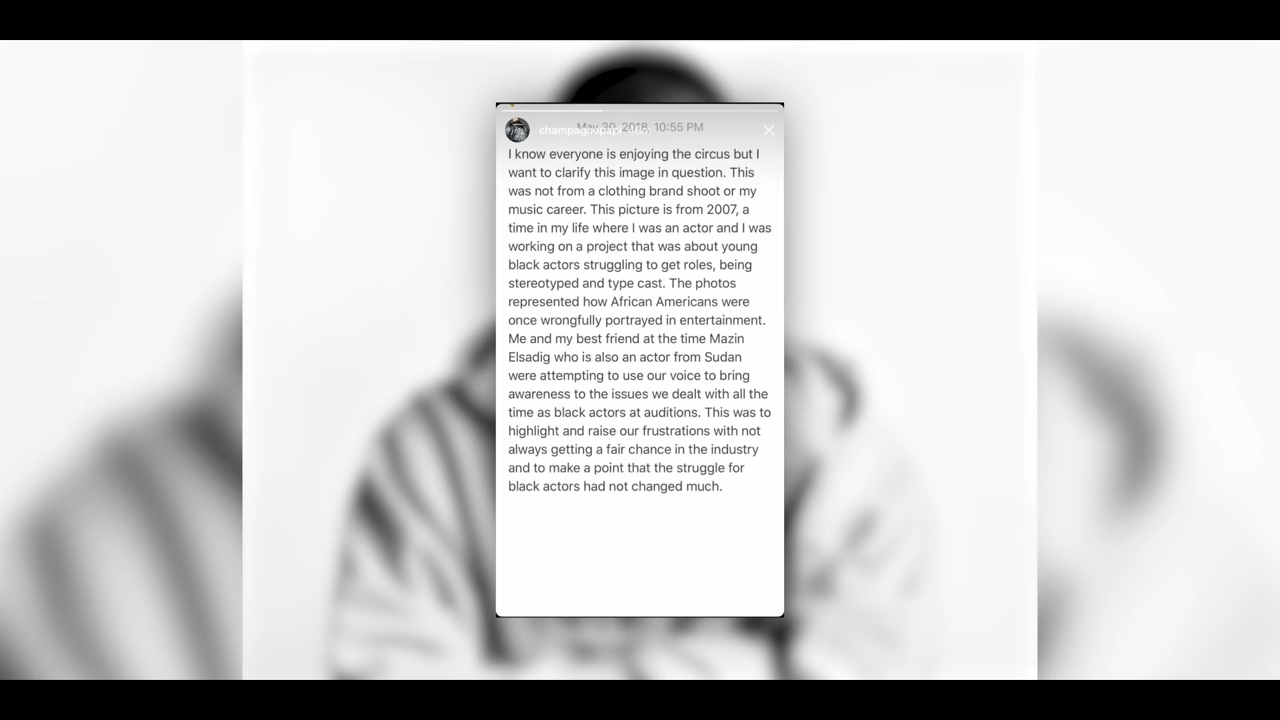 May 30, 2018, 10:55 PM
champagnepapi
I know everyone is enjoying the circus but I
want to clarify this image in question. This
was not from a clothing brand shoot or my
music career. This picture is from 2007, a
time in my life where I was an actor and I was
working on a project that was about young
black actors struggling to get roles, being
stereotyped and type cast. The photos
represented how African Americans were
once wrongfully portrayed in entertainment.
Me and my best friend at the time Mazin
Elsadig who is also an actor from Sudan
were attempting to use our voice to bring
awareness to the issues we dealt with all the
time as black actors at auditions. This was to
highlight and raise our frustrations with not
always getting a fair chance in the industry
and to make a point that the struggle for
black actors had not changed much.